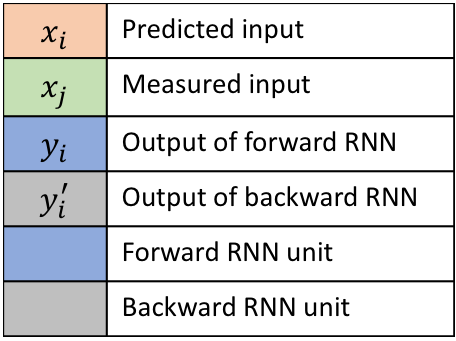 x_i Predicted input
x_j Measured input
y_i Output of forward RNN
y_i′ Output of backward RNN
Forward RNN unit
Backward RNN unit